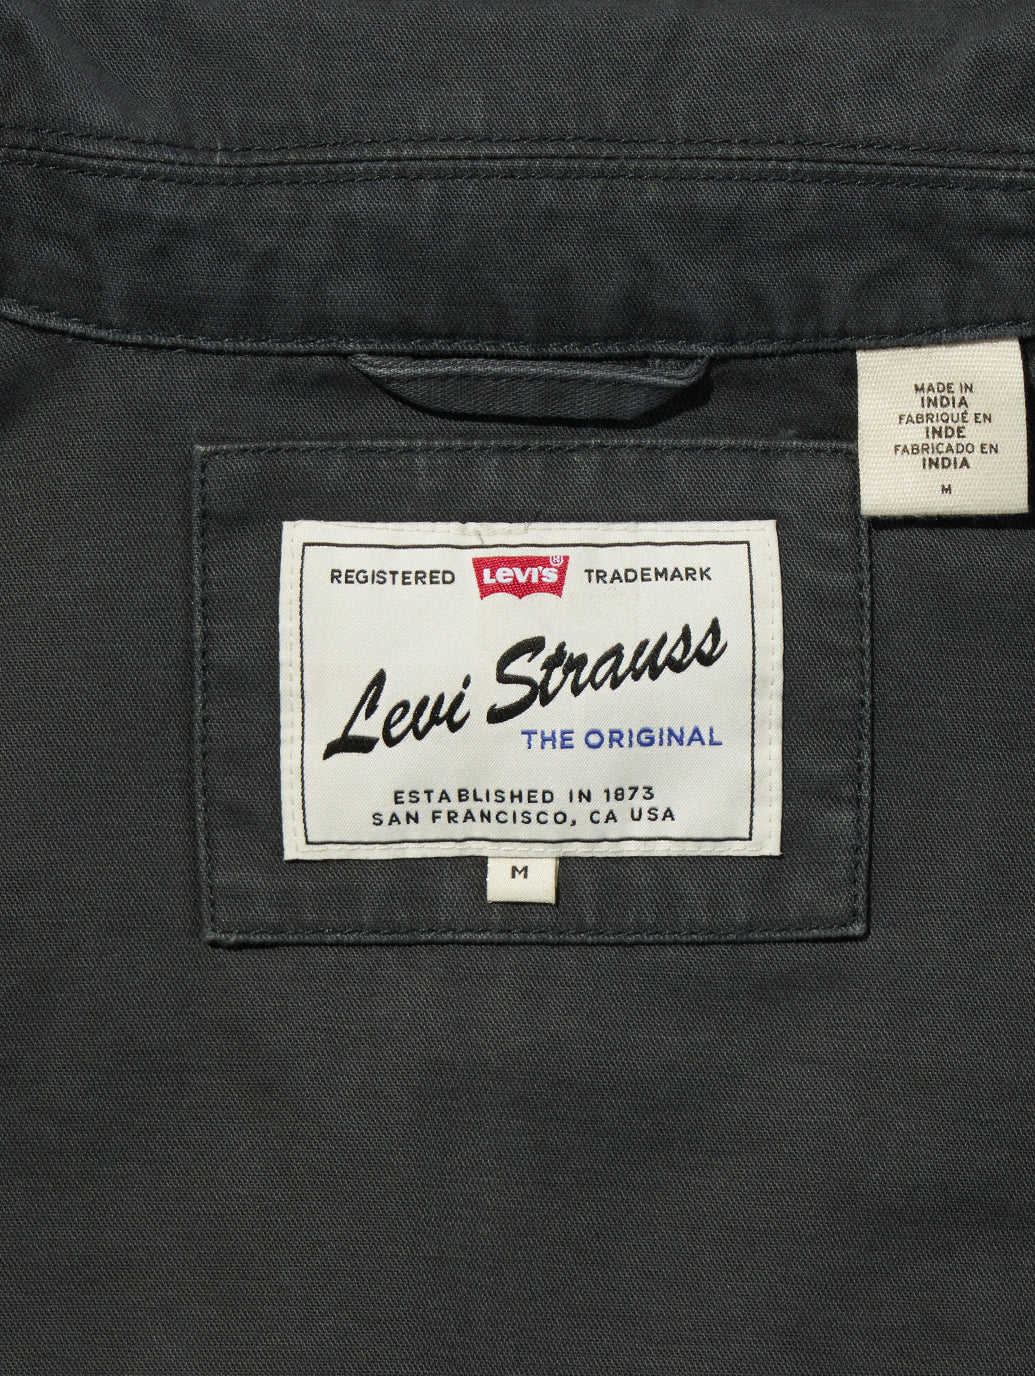 MADE IN
INDIA
FABRIQUÉ EN
INDE
FABRICADO EN
INDIA
M
REGISTERED LEVI'S ® TRADEMARK
Levi Strauss
THE ORIGINAL
ESTABLISHED IN 1873
SAN FRANCISCO, CA USA
M